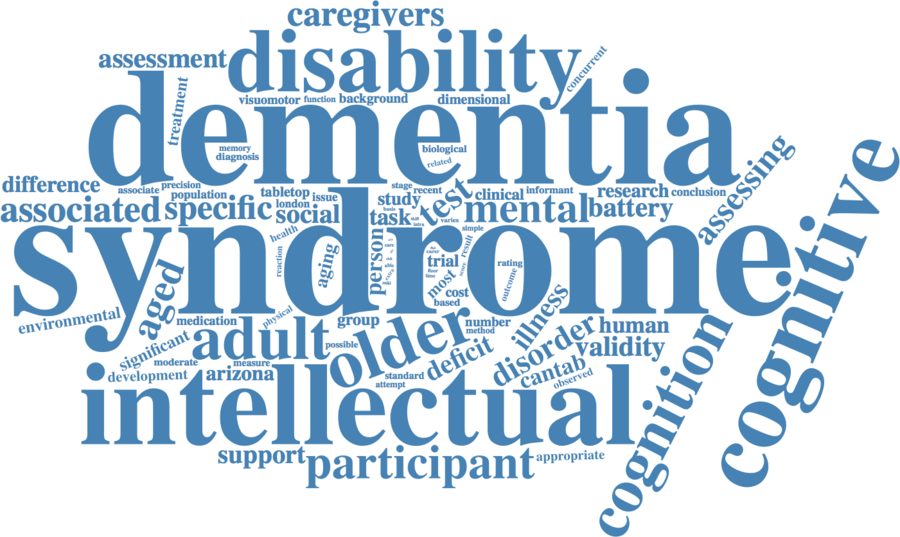 caregivers
assessment
disability
concurrent
treatment
visuomotor
function
background
dimensional
dementia
memory
diagnosis
biological
related
difference
associate
precision
population
tabletop
london
issue
stage
recent
study
test
clinical
informant
research
conclusion
assessing
associated
specific
social
task
varies
mental
battery
cognitive
syndrome
health
reaction
aging
person
simple
result
trial
most
cost
based
rating
outcome
environmental
aged
medication
physical
group
older
number
method
illness
human
significant
adult
possible
deficit
disorder
validity
moderate
measure
development
arizona
standard
attempt
cantab
observed
cognition
intellectual
support
participant
appropriate